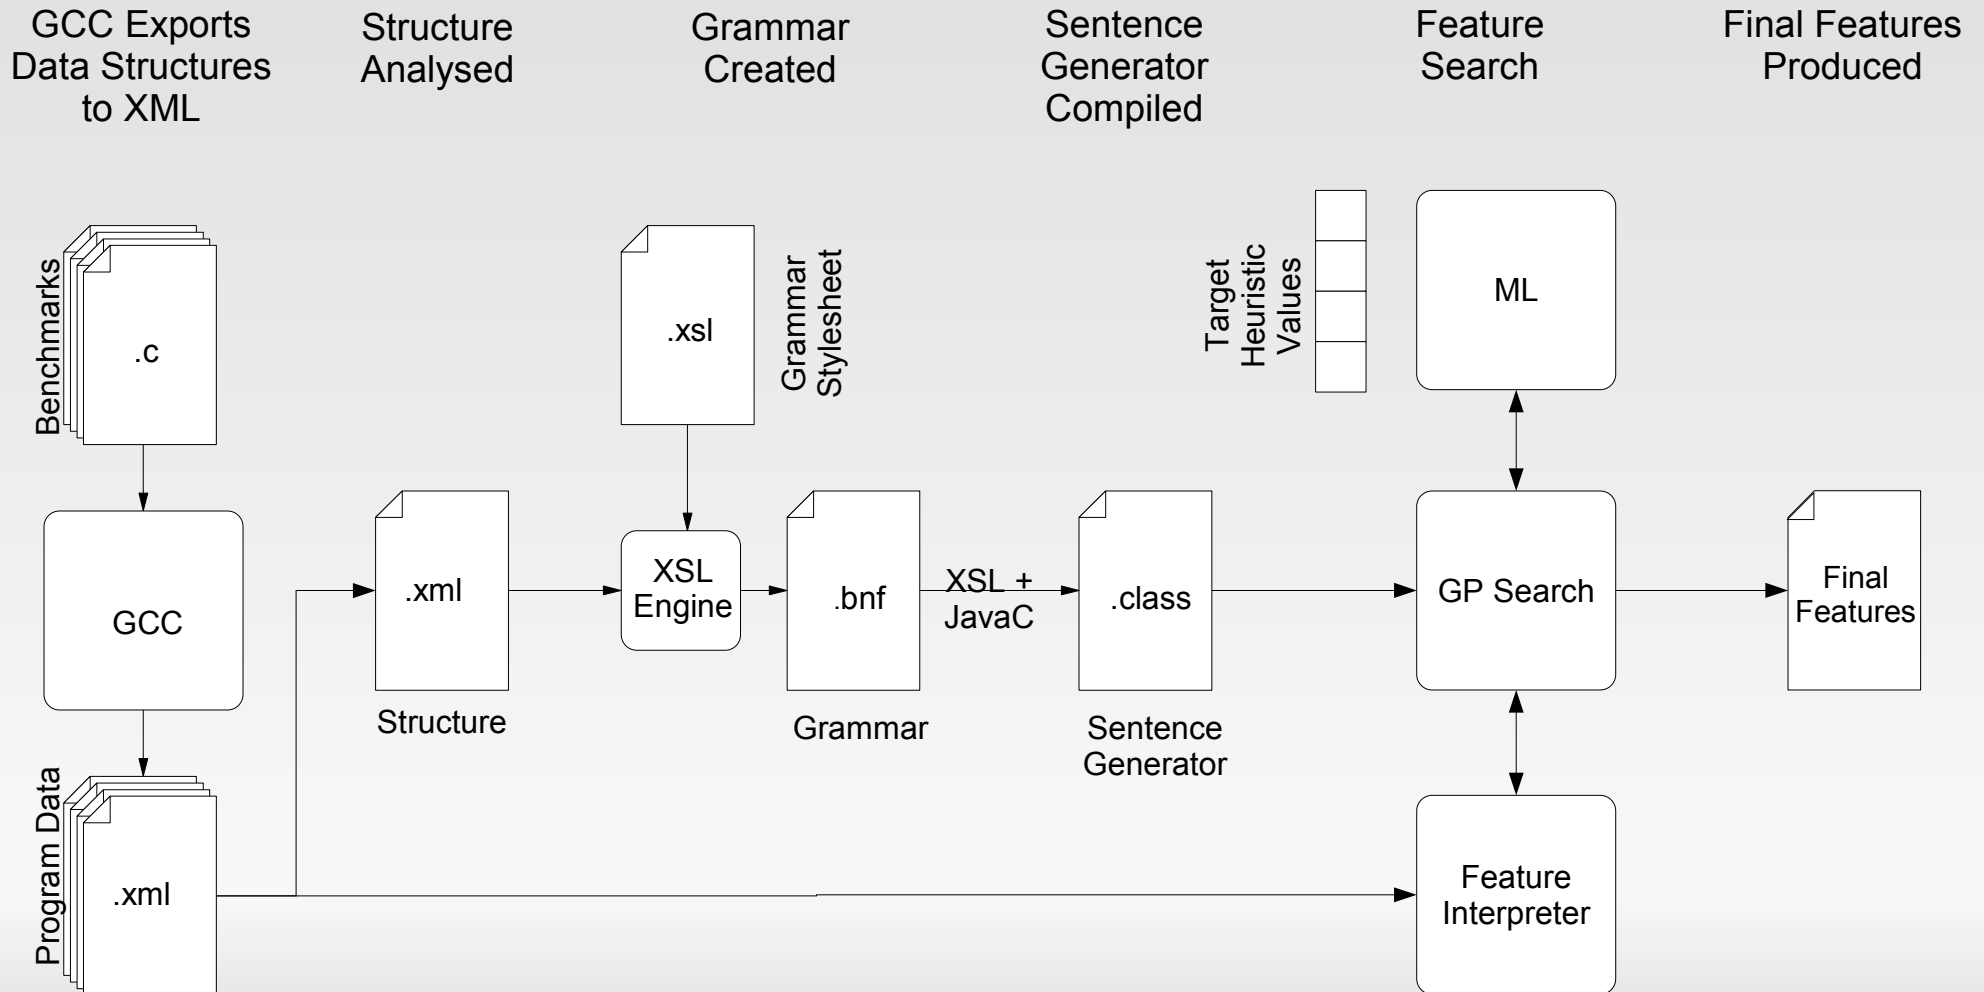 GCC Exports
Data Structures
to XML
Structure
Analysed
Grammar
Created
Sentence
Generator
Compiled
Feature
Search
Final Features
Produced
Benchmarks
.c
.xsl
Grammar
Stylesheet
Target
Heuristic
Values
ML
GCC
.xml
Structure
XSL
Engine
.bnf
Grammar
XSL +
JavaC
.class
Sentence
Generator
GP Search
Final
Features
Program Data
.xml
Feature
Interpreter